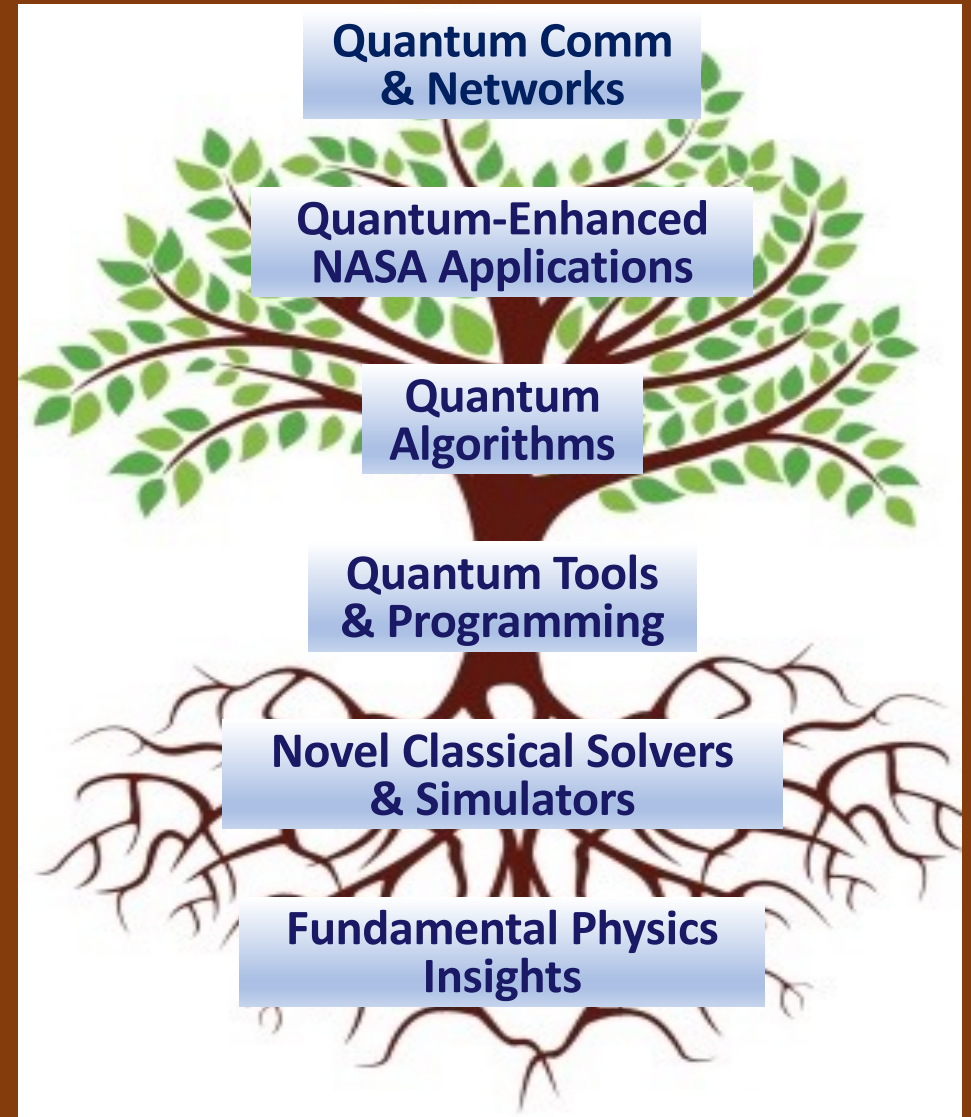 Quantum Comm
& Networks
Quantum-Enhanced
NASA Applications
Quantum
Algorithms
Quantum Tools
& Programming
Novel Classical Solvers
& Simulators
Fundamental Physics
Insights